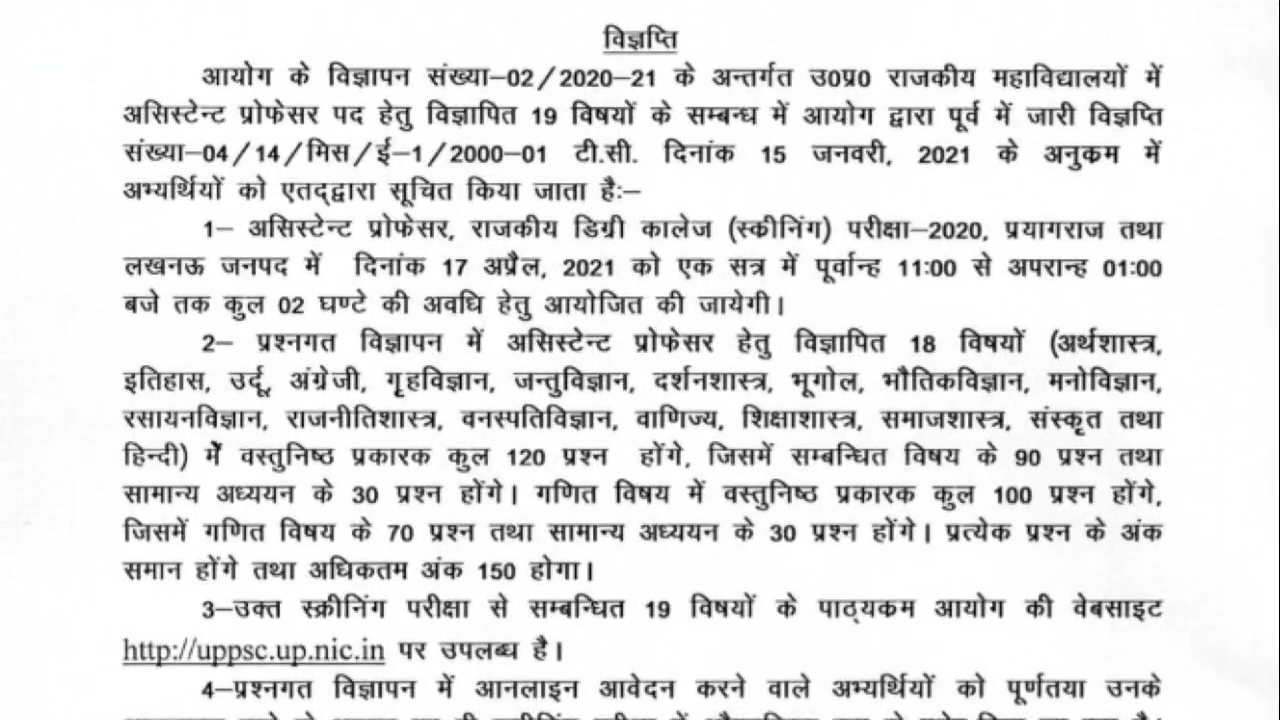 विज्ञप्ति
आयोग के विज्ञापन संख्या–02/2020–21 के अन्तर्गत उ0प्र0 राजकीय महाविद्यालयों में
असिस्टेन्ट प्रोफेसर पद हेतु विज्ञापित 19 विषयों के सम्बन्ध में आयोग द्वारा पूर्व में जारी विज्ञप्ति
संख्या–04/14/मिस/ई–1/2000–01 टी.सी. दिनांक 15 जनवरी, 2021 के अनुक्रम में
अभ्यर्थियों को एतद्द्वारा सूचित किया जाता है:–
1– असिस्टेन्ट प्रोफेसर, राजकीय डिग्री कालेज (स्क्रीनिंग) परीक्षा–2020, प्रयागराज तथा
लखनऊ जनपद में दिनांक 17 अप्रैल, 2021 को एक सत्र में पूर्वान्ह 11:00 से अपरान्ह 01:00
बजे तक कुल 02 घण्टे की अवधि हेतु आयोजित की जायेगी।
2– प्रश्नगत विज्ञापन में असिस्टेन्ट प्रोफेसर हेतु विज्ञापित 18 विषयों (अर्थशास्त्र,
इतिहास, उर्दू, अंग्रेजी, गृहविज्ञान, जन्तुविज्ञान, दर्शनशास्त्र, भूगोल, भौतिकविज्ञान, मनोविज्ञान,
रसायनविज्ञान, राजनीतिशास्त्र, वनस्पतिविज्ञान, वाणिज्य, शिक्षाशास्त्र, समाजशास्त्र, संस्कृत तथा
हिन्दी) में वस्तुनिष्ठ प्रकारक कुल 120 प्रश्न होंगे, जिसमें सम्बन्धित विषय के 90 प्रश्न तथा
सामान्य अध्ययन के 30 प्रश्न होंगे। गणित विषय में वस्तुनिष्ठ प्रकारक कुल 100 प्रश्न होंगे,
जिसमें गणित विषय के 70 प्रश्न तथा सामान्य अध्ययन के 30 प्रश्न होंगे। प्रत्येक प्रश्न के अंक
समान होंगे तथा अधिकतम अंक 150 होगा।
3–उक्त स्क्रीनिंग परीक्षा से सम्बन्धित 19 विषयों के पाठ्यक्रम आयोग की वेबसाइट
http://uppsc.up.nic.in पर उपलब्ध है।
4–प्रश्नगत विज्ञापन में आनलाइन आवेदन करने वाले अभ्यर्थियों को पूर्णतया उनके